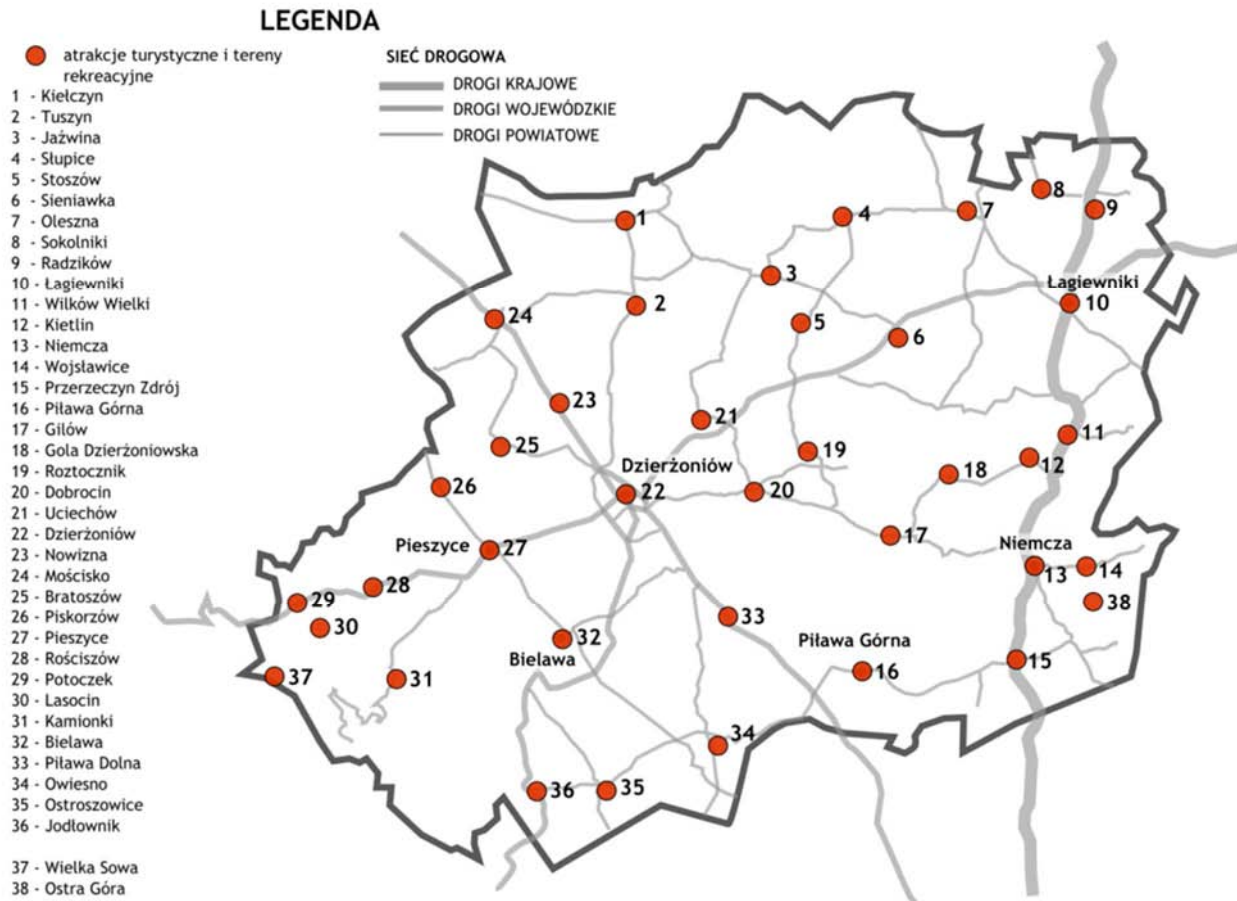 LEGENDA
atrakcje turystyczne i tereny
rekreacyjne
1 - Kiełczyn
2 - Tuszyn
3 - Jaźwina
4 - Słupice
5 - Stoszów
6 - Sieniawka
7 - Oleszna
8 - Sokolniki
9 - Radzików
10 - Łagiewniki
11 - Wilków Wielki
12 - Kietlin
13 - Niemcza
14 - Wojsławice
15 - Przerzeczyn Zdrój
16 - Piława Górna
17 - Gilów
18 - Gola Dzierżoniowska
19 - Roztocznik
20 - Dobrocin
21 - Uciechów
22 - Dzierżoniów
23 - Nowizna
24 - Mościsko
25 - Bratoszów
26 - Piskorzów
27 - Pieszyce
28 - Rościszów
29 - Potoczek
30 - Lasocin
31 - Kamionki
32 - Bielawa
33 - Piława Dolna
34 - Owiesno
35 - Ostroszowice
36 - Jodłownik
37 - Wielka Sowa
38 - Ostra Góra
SIEĆ DROGOWA
DROGI KRAJOWE
DROGI WOJEWÓDZKIE
DROGI POWIATOWE
8
9
7
4
1
3
Łagiewniki
10
2
24
5
6
23
21
11
25
19
Dzierżoniów
12
18
26
22
20
17
Pieszyce
27
Niemcza
13
14
28
29
38
30
33
32
Piława Górna
Bielawa
15
16
37
31
34
36
35